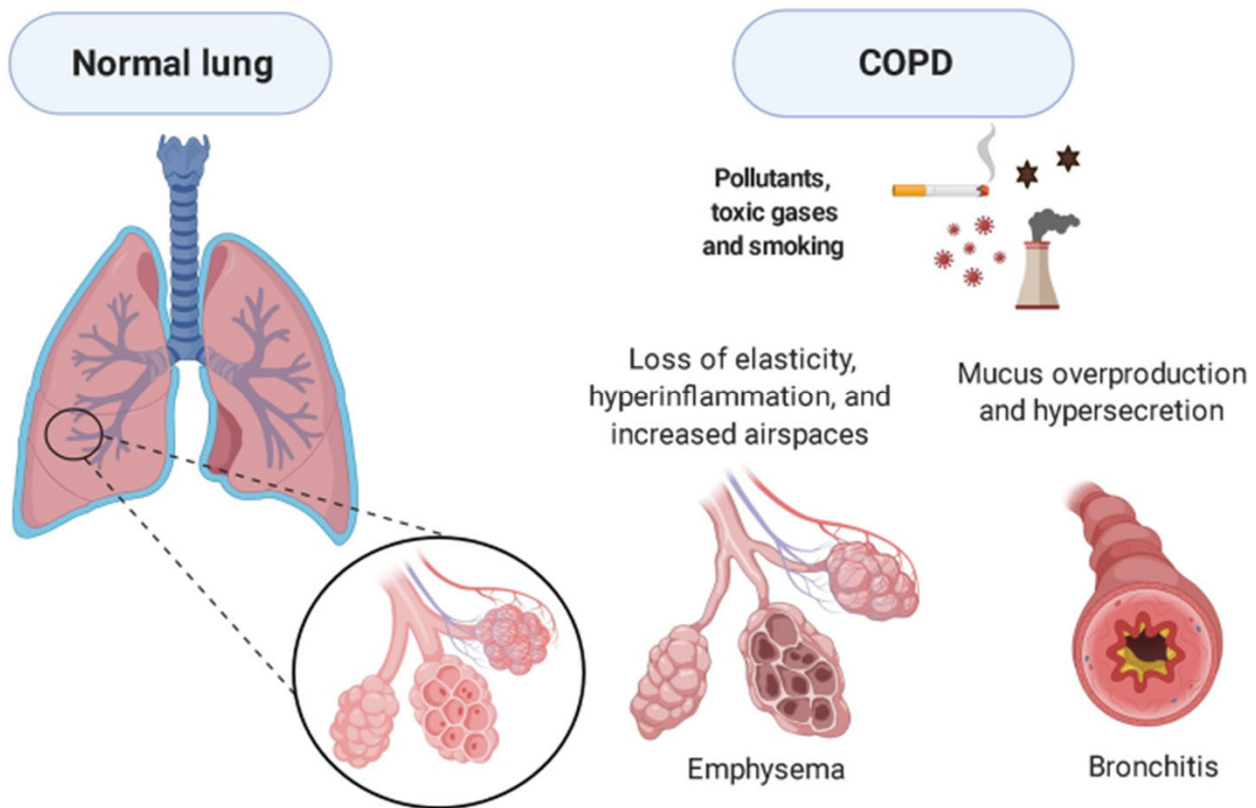 Normal lung
COPD
Pollutants,
toxic gases
and smoking
Loss of elasticity,
hyperinflammation, and
increased airspaces
Mucus overproduction
and hypersecretion
Emphysema
Bronchitis